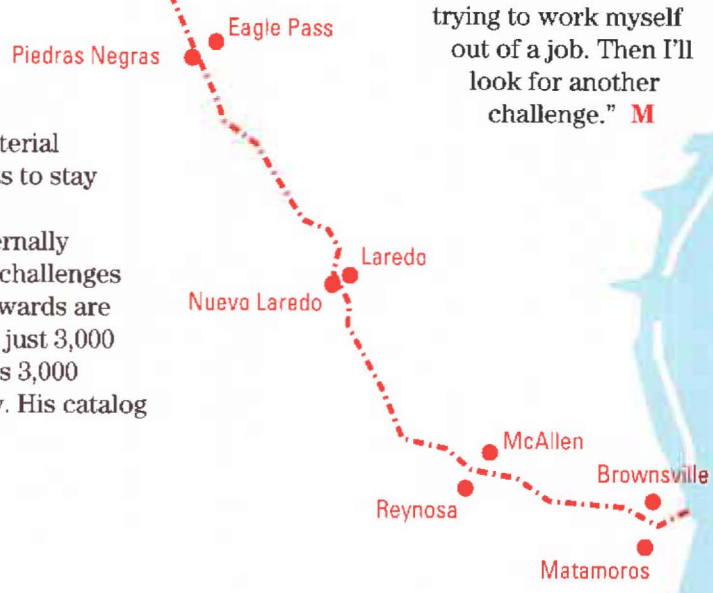 trying to work myself
out of a job. Then I'll
look for another
challenge." M
Eagle Pass
Piedras Negras
terial
s to stay
ernally
challenges
wards are
just 3,000
s 3,000
. His catalog
Laredo
Nuevo Laredo
McAllen
Reynosa
Brownsville
Matamoros